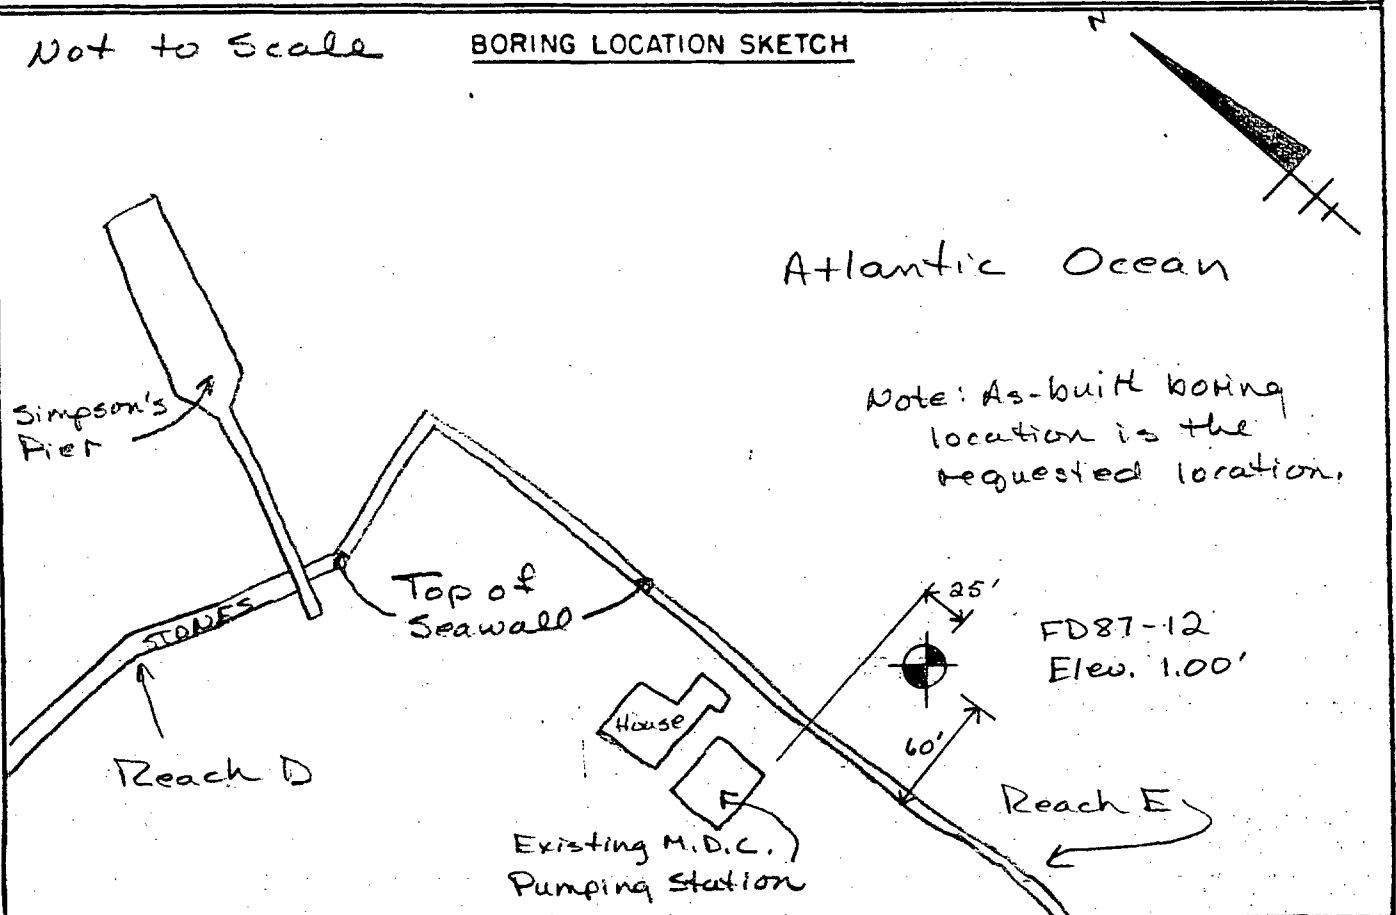 Not to Scale
BORING LOCATION SKETCH
N
Atlantic Ocean
Simpson's
Pier
Note: As-built boring
location is the
requested location.
STONES
Top of
Seawall
25'
FD87-12
Elev. 1.00'
House
60'
Reach D
Reach E
Existing M.D.C.
Pumping Station